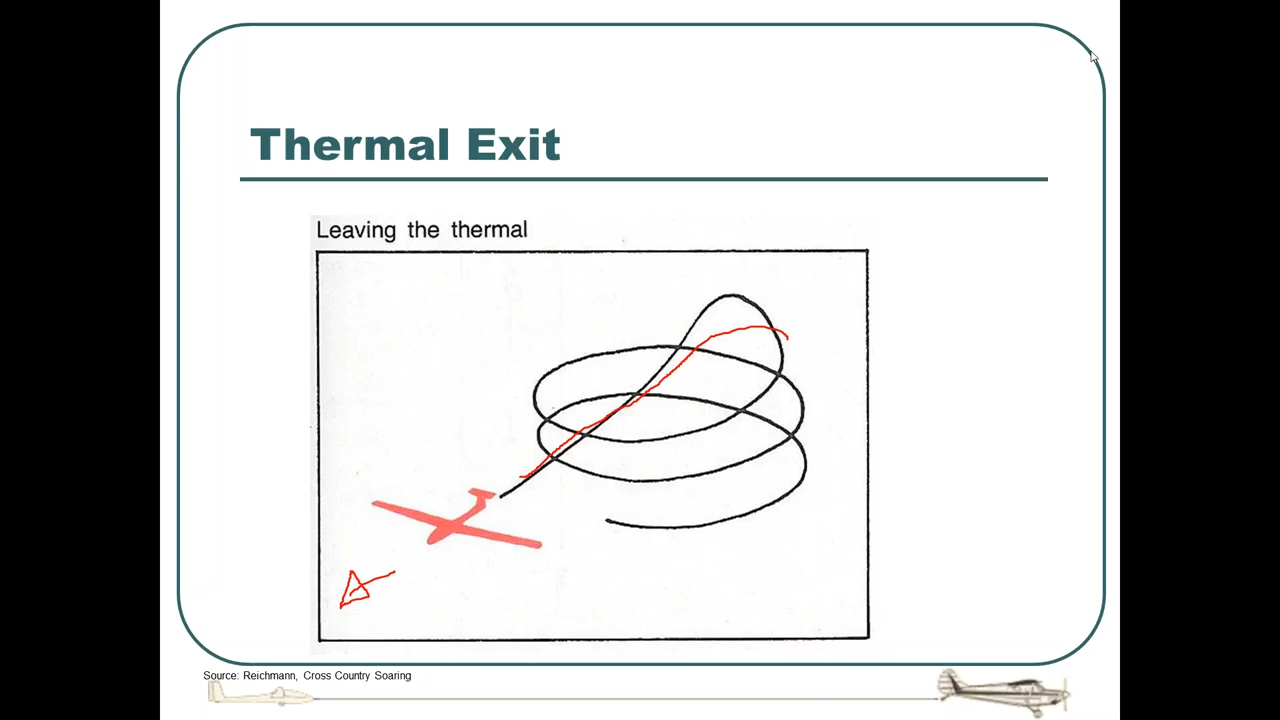 Thermal Exit
Leaving the thermal
Source: Reichmann, Cross Country Soaring